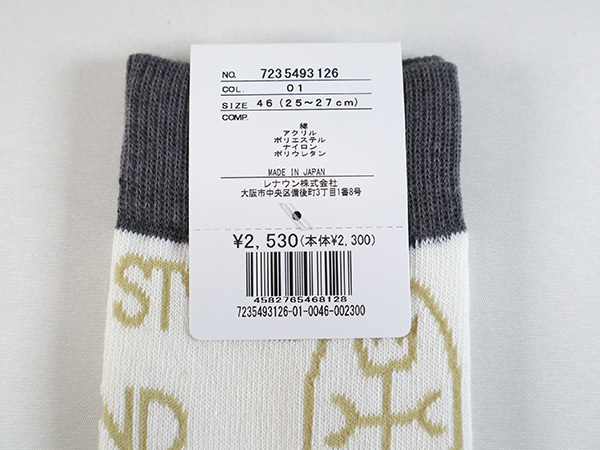 NO. 7235493126
COL. 01
SIZE 46(25～27cm)
COMP.
綿
アクリル
ポリエステル
ナイロン
ポリウレタン
MADE IN JAPAN
レナウン株式会社
大阪市中央区備後町3丁目1番8号
¥2,530(本体¥2,300)
4582765468128
7235493126-01-0046-002300
ST
ND